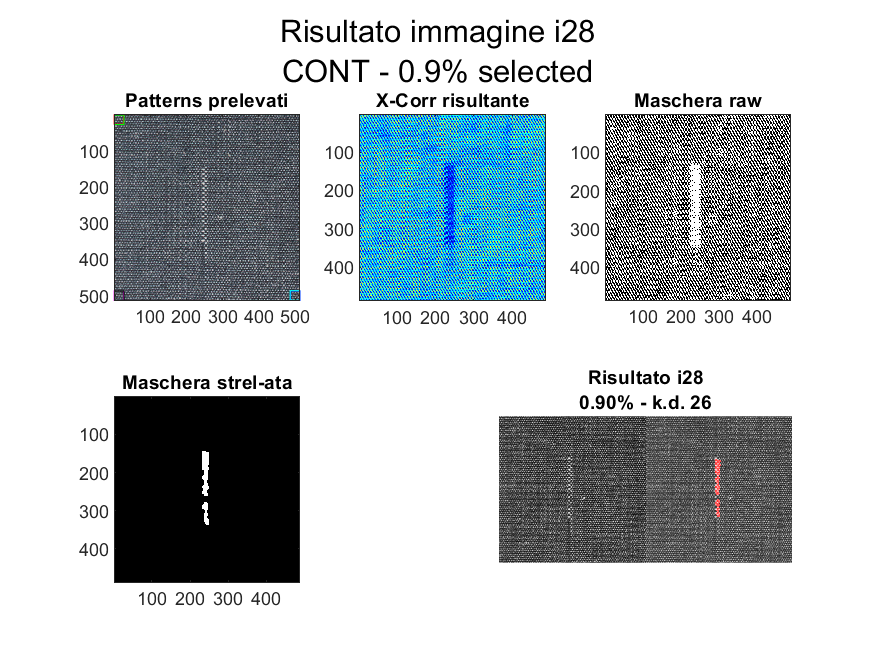 Risultato immagine i28
CONT - 0.9% selected
Patterns prelevati
X-Corr risultante
Maschera raw
100
200
300
400
500
100 200 300 400 500
100
200
300
400
100 200 300 400
100
200
300
400
100 200 300 400
Maschera strel-ata
100
200
300
400
100 200 300 400
Risultato i28
0.90% - k.d. 26